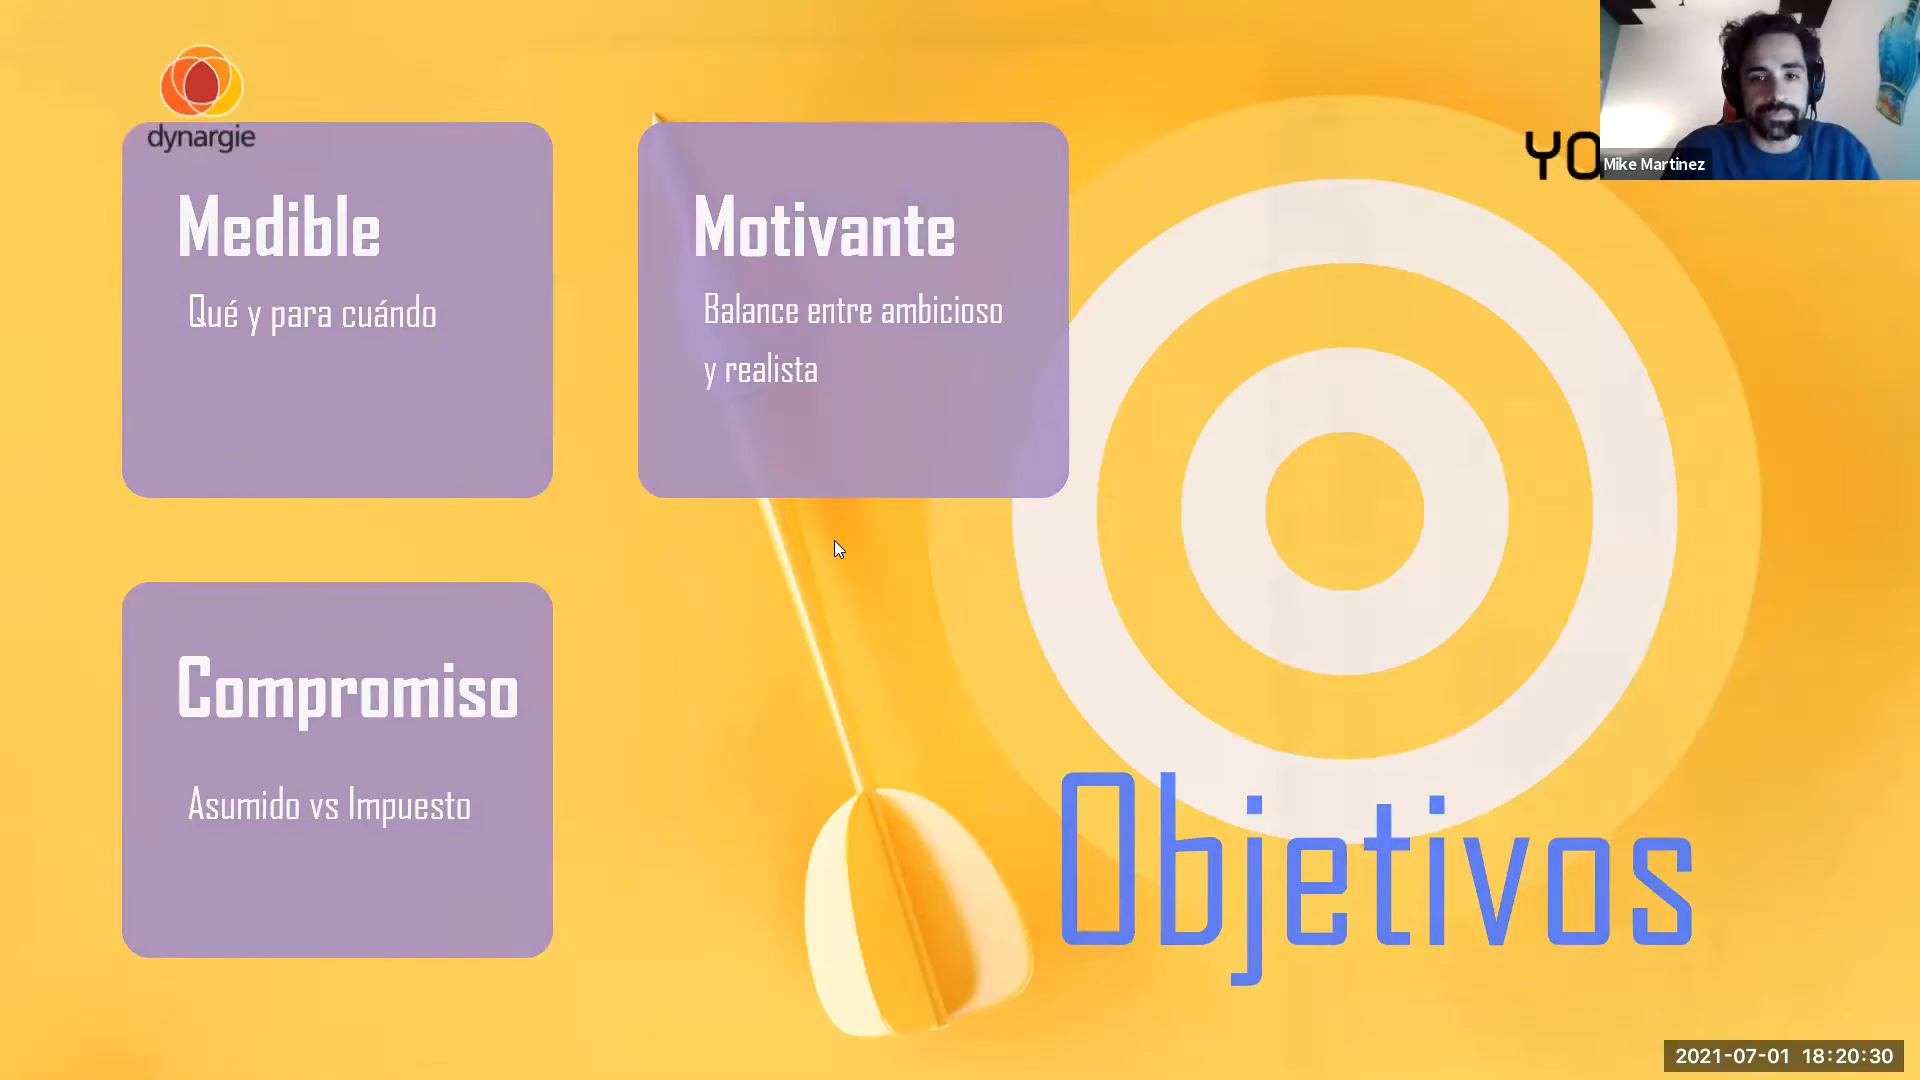 dynargie
Medible
Qué y para cuándo
Motivante
Balance entre ambicioso
y realista
YO
Mike Martinez
Compromiso
Asumido vs Impuesto
Objetivos
2021-07-01 18:20:30